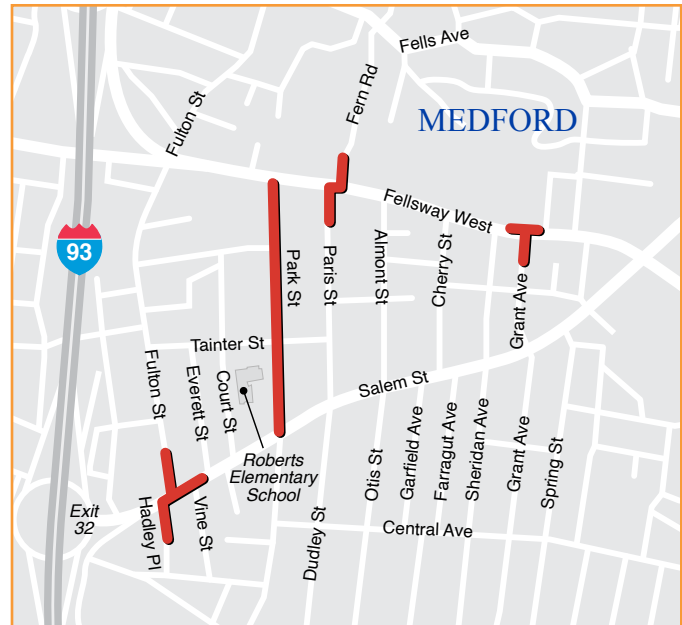 Fells Ave
Fern Rd
Fulton St
MEDFORD
Fellsway West
93
Park St
Paris St
Almont St
Cherry St
Grant Ave
Tainter St
Fulton St
Everett St
Court St
Salem St
Roberts
Elementary
School
Otis St
Garfield Ave
Farragut Ave
Sheridan Ave
Grant Ave
Spring St
Exit
32
Hadley Pl
Vine St
Dudley St
Central Ave